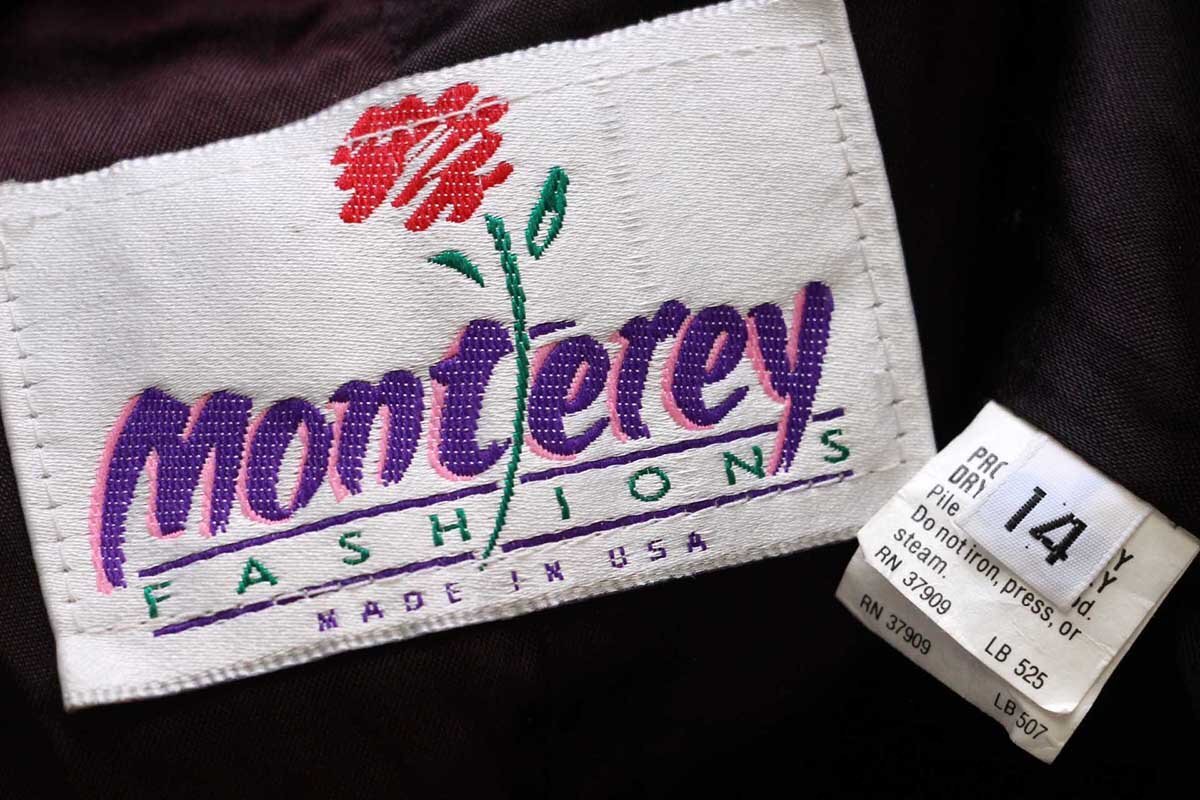 Monterey
FASHIONS
MADE IN USA
14
DRY
Pile
Do not iron, press, or
steam.
RN 37909
LB 525
RN 37909
LB 507